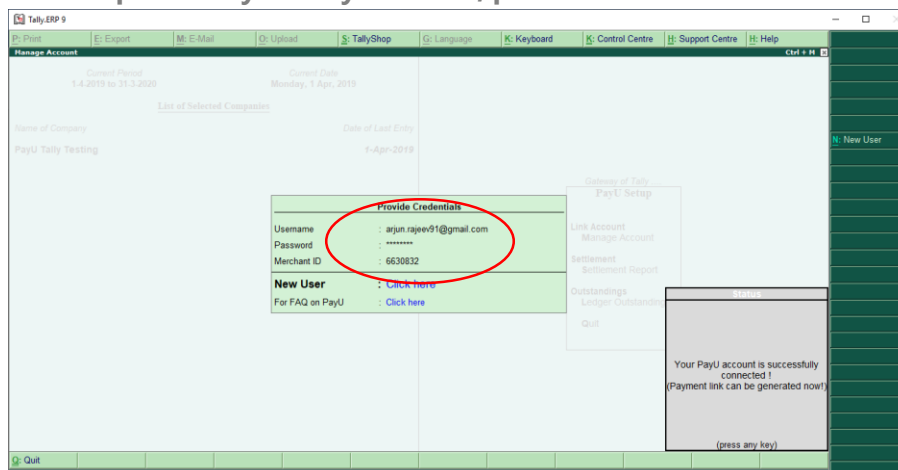 Tally.ERP 9
P: Print E: Export M: E-Mail O: Upload S: TallyShop G: Language K: Keyboard K: Control Centre H: Support Centre H: Help
Manage Account Ctrl + M
Current Period Current Date
1-4-2019 to 31-3-2020 Monday, 1 Apr, 2019
List of Selected Companies
Name of Company Date of Last Entry
PayU Tally Testing 1-Apr-2019
N: New User
Gateway of Tally
PayU Setup
Provide Credentials
Username : arjun.rajeev91@gmail.com
Password : ********
Merchant ID : 6630832
New User : Click here
For FAQ on PayU : Click here
Link Account
Manage Account
Settlement
Settlement Report
Outstandings
Ledger Outstanding
Quit
Status
Your PayU account is successfully
connected !
(Payment link can be generated now!)
(press any key)
Q: Quit